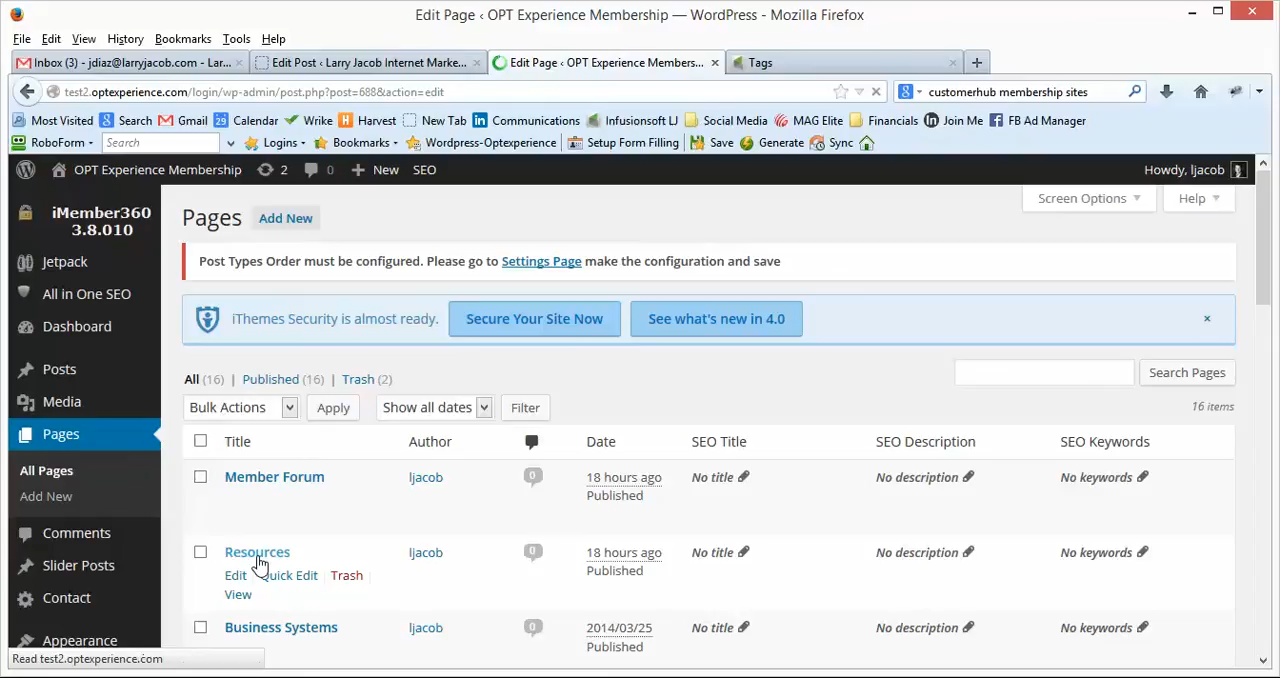 Edit Page ‹ OPT Experience Membership — WordPress - Mozilla Firefox
File Edit View History Bookmarks Tools Help
Inbox (3) - jdiaz@larryjacob.com - Lar... × Edit Post ‹ Larry Jacob Internet Marke... × Edit Page ‹ OPT Experience Members... × Tags × +
test2.optexperience.com/login/wp-admin/post.php?post=688&action=edit customerhub membership sites
Most Visited Search Gmail Calendar Wrike Harvest New Tab Communications Infusionsoft LJ Social Media MAG Elite Financials Join Me FB Ad Manager
RoboForm Search Logins Bookmarks Wordpress-Optexperience Setup Form Filling Save Generate Sync
OPT Experience Membership 2 0 + New SEO Howdy, ljacob
iMember360
3.8.010
Jetpack
All in One SEO
Dashboard
Posts
Media
Pages
All Pages
Add New
Comments
Slider Posts
Contact
Appearance
Read test2.optexperience.com
Screen Options Help
Pages Add New
Post Types Order must be configured. Please go to Settings Page make the configuration and save
iThemes Security is almost ready. Secure Your Site Now See what's new in 4.0 ×
All (16) | Published (16) | Trash (2) Search Pages
Bulk Actions Apply Show all dates Filter 16 items
Title Author Date SEO Title SEO Description SEO Keywords
Member Forum ljacob 0 18 hours ago No title No description No keywords
Published
Resources ljacob 0 18 hours ago No title No description No keywords
Published
Edit Quick Edit | Trash |
View
Business Systems ljacob 0 2014/03/25 No title No description No keywords
Published